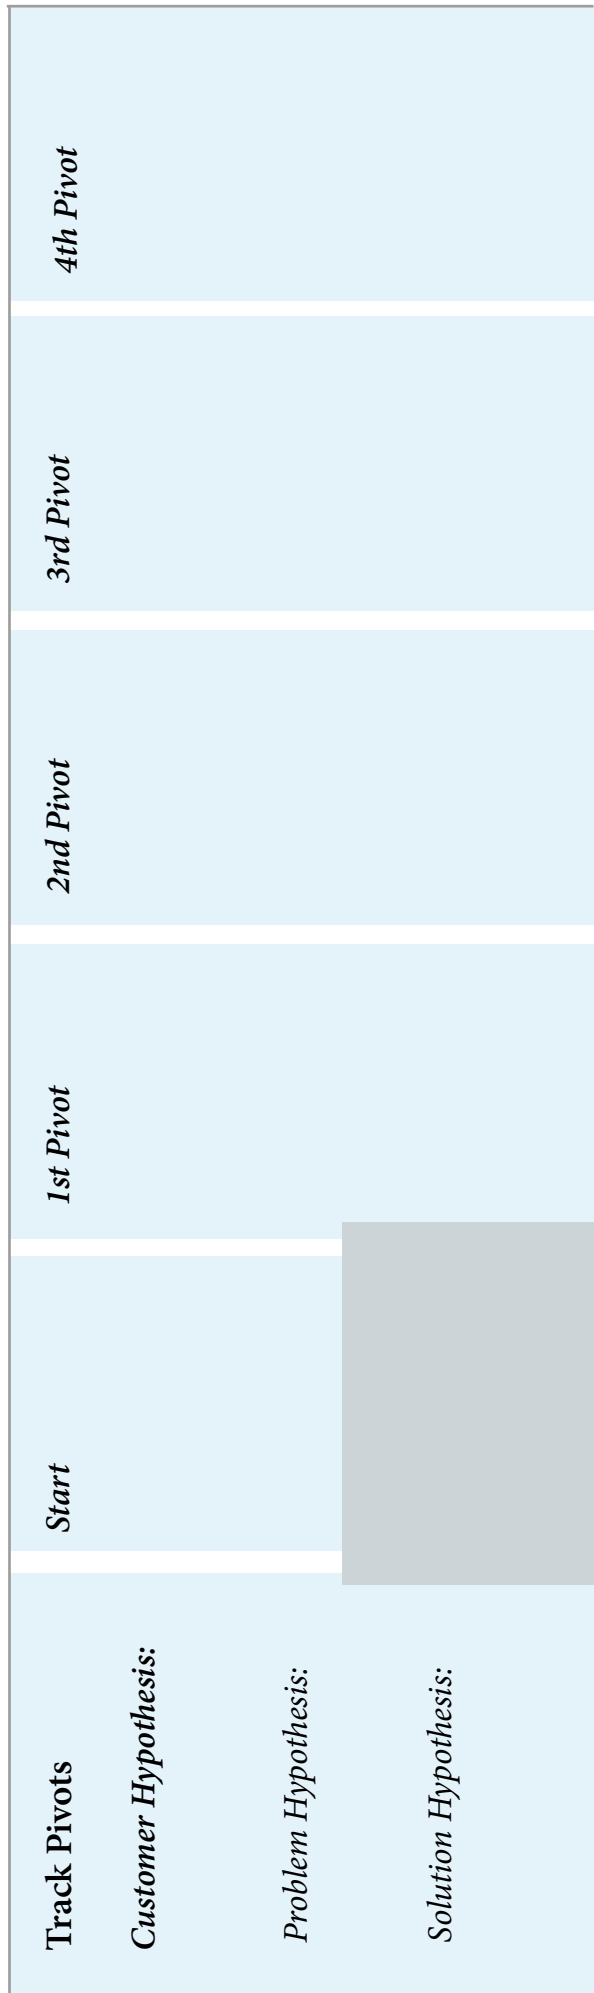 Track Pivots Start 1st Pivot 2nd Pivot 3rd Pivot 4th Pivot
Customer Hypothesis:
Problem Hypothesis:
Solution Hypothesis: